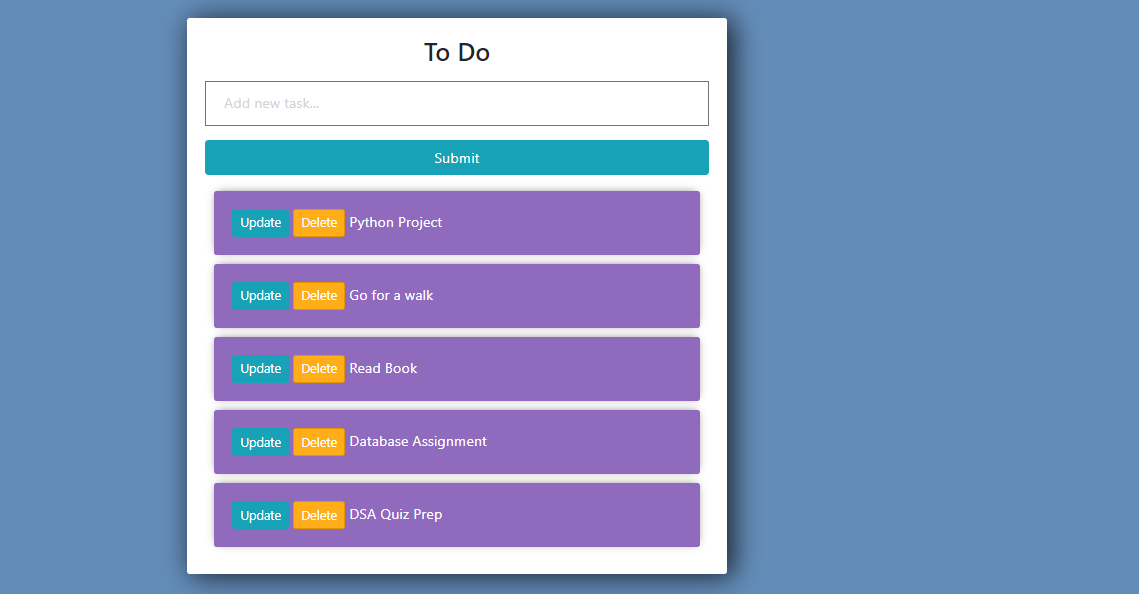 To Do
Add new task...
Submit
Update Delete Python Project
Update Delete Go for a walk
Update Delete Read Book
Update Delete Database Assignment
Update Delete DSA Quiz Prep